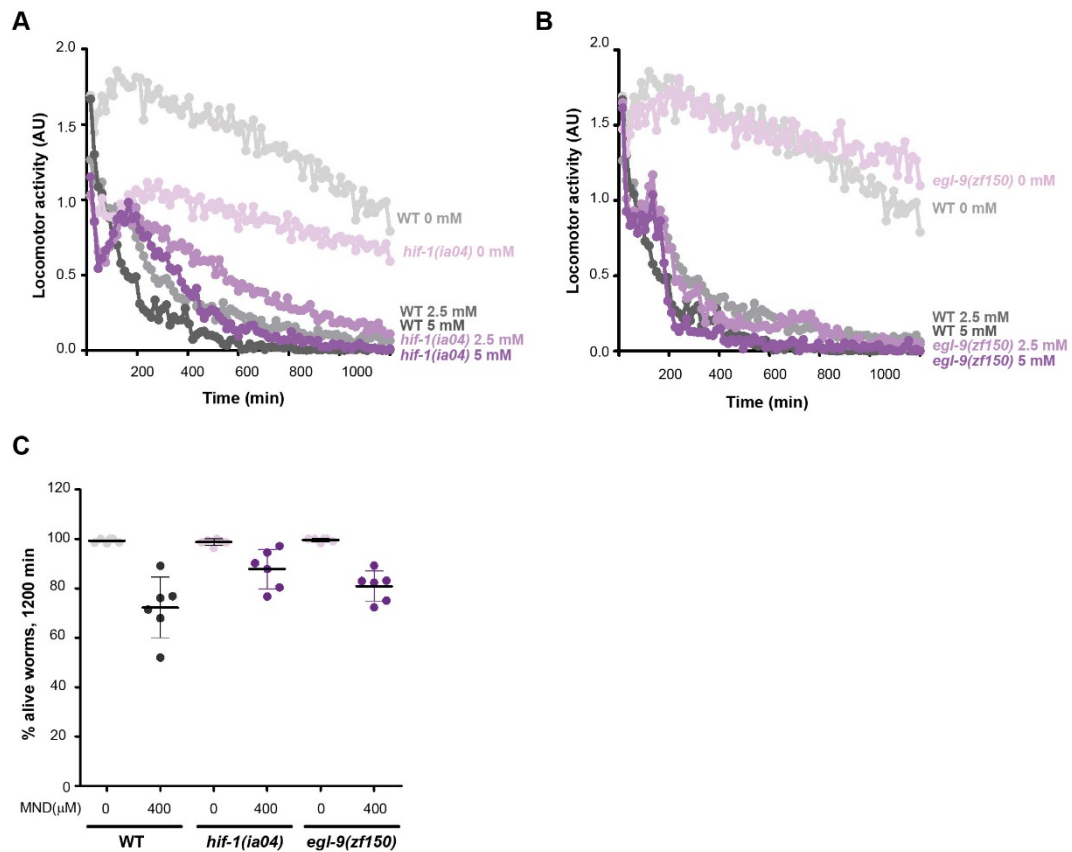 A
2.0
1.5
1.0
0.5
0.0
Locomotor activity (AU)
200 400 600 800 1000
Time (min)
WT 0 mM
hif-1(ia04) 0 mM
WT 2.5 mM
WT 5 mM
hif-1(ia04) 2.5 mM
hif-1(ia04) 5 mM
B
2.0
1.5
1.0
0.5
0.0
Locomotor activity (AU)
200 400 600 800 1000
Time (min)
egl-9(zf150) 0 mM
WT 0 mM
WT 2.5 mM
WT 5 mM
egl-9(zf150) 2.5 mM
egl-9(zf150) 5 mM
C
120
100
80
60
40
20
0
% alive worms, 1200 min
MND(μM) 0 400 0 400 0 400
WT hif-1(ia04) egl-9(zf150)